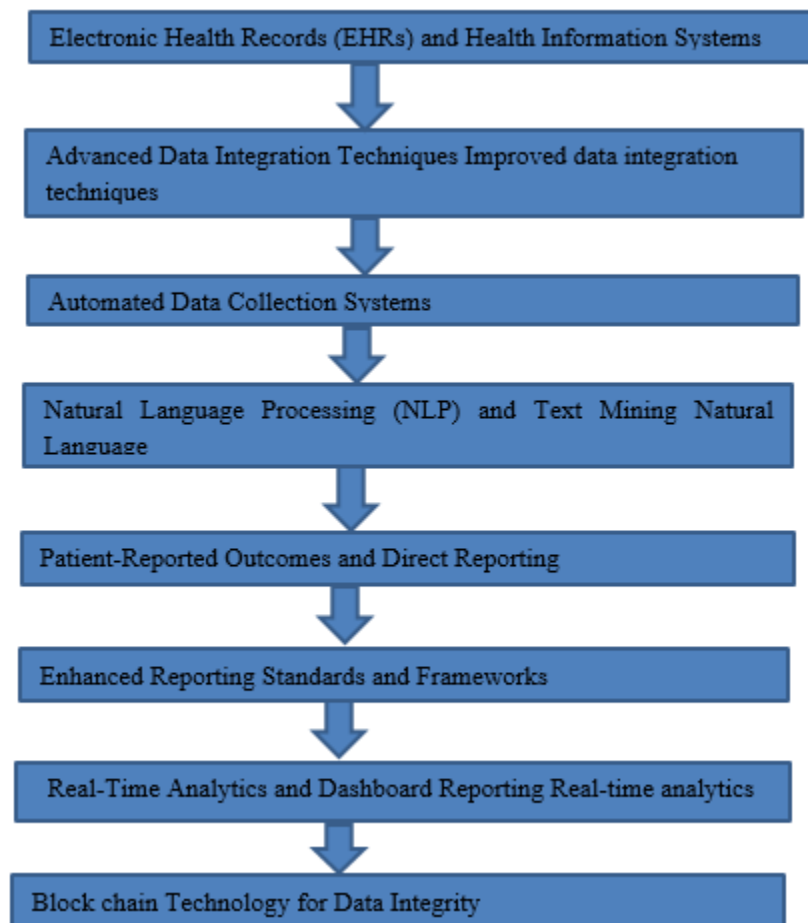 Electronic Health Records (EHRs) and Health Information Systems
Advanced Data Integration Techniques Improved data integration
techniques
Automated Data Collection Systems
Natural Language Processing (NLP) and Text Mining Natural
Language
Patient-Reported Outcomes and Direct Reporting
Enhanced Reporting Standards and Frameworks
Real-Time Analytics and Dashboard Reporting Real-time analytics
Block chain Technology for Data Integrity